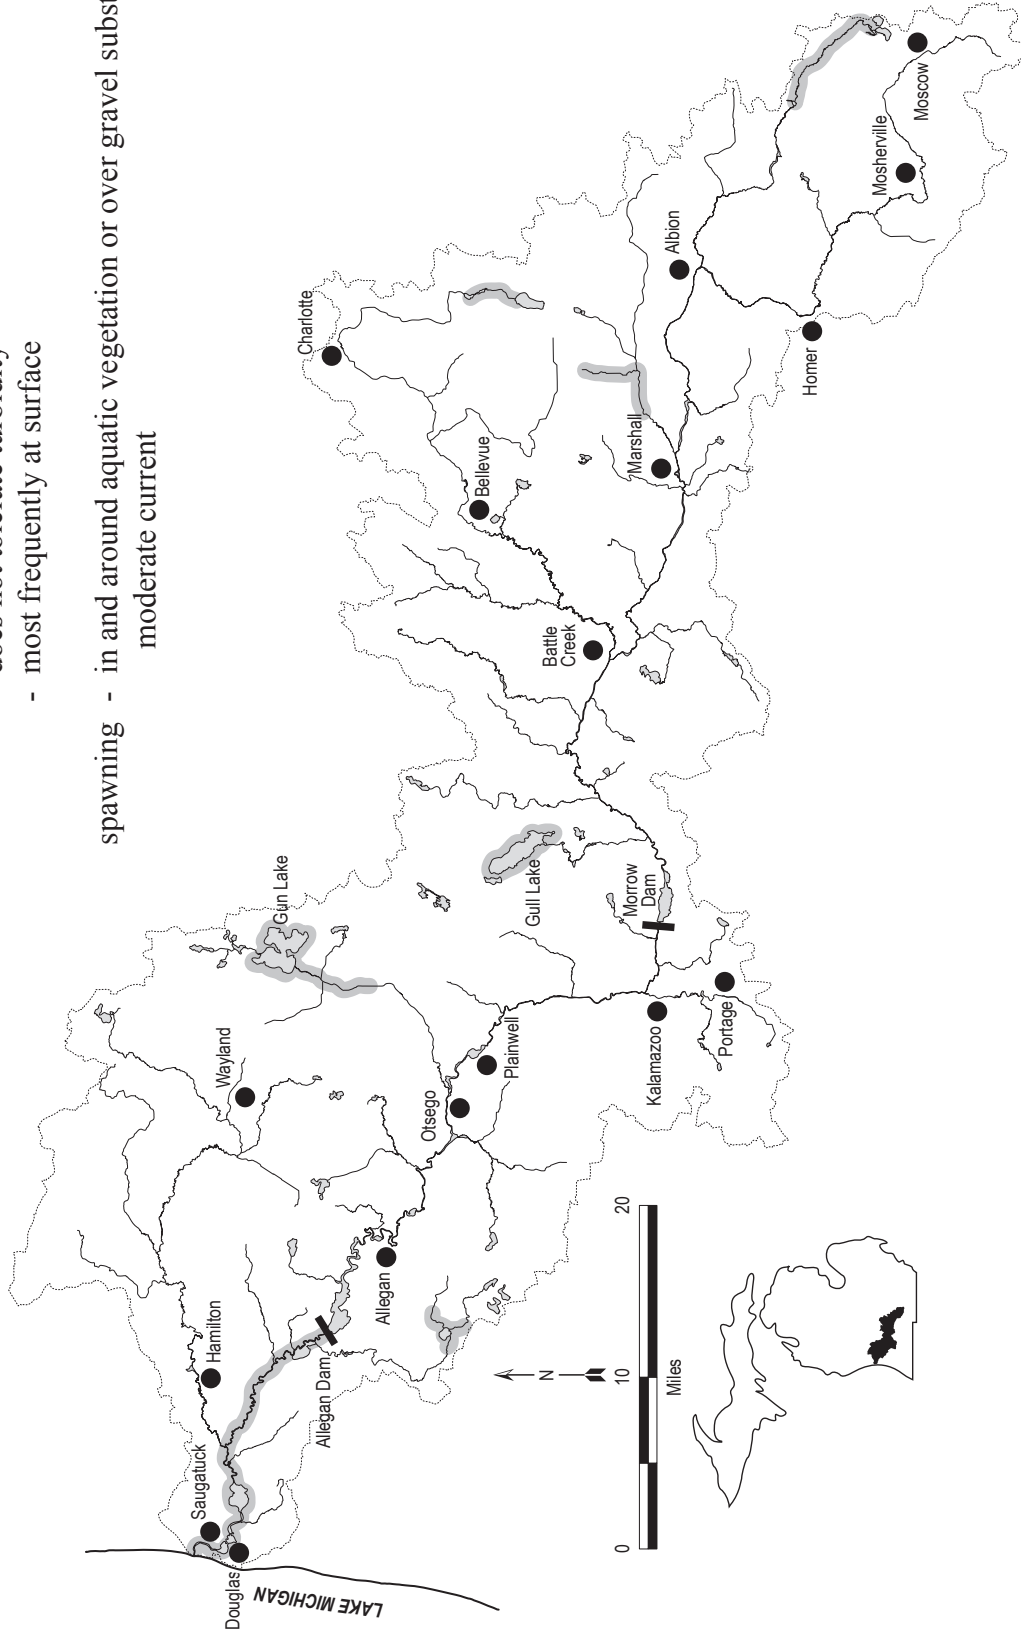 - most frequently at surface
spawning - in and around aquatic vegetation or over gravel
moderate current
Charlotte
Bellevue
Battle
Creek
Marshall
Albion
Homer
Mosherville
Moscow
Gun Lake
Gull Lake
Morrow
Dam
Wayland
Plainwell
Otsego
Kalamazoo
Portage
Hamilton
Saugatuck
Douglas
Allegan
Allegan Dam
LAKE MICHIGAN
N
0 10 20
Miles